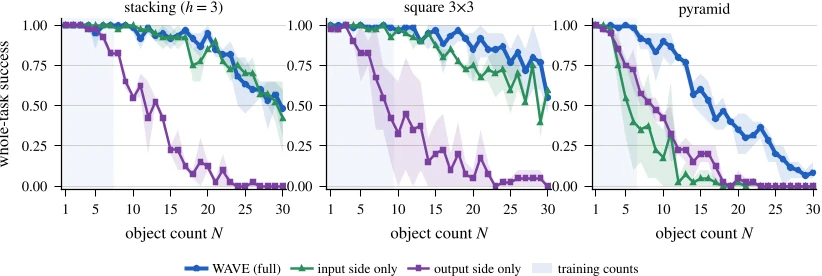 stacking (h = 3)
square 3×3
pyramid
whole-task success
1.00
0.75
0.50
0.25
0.00
1 5 10 15 20 25 30
object count N
1.00
0.75
0.50
0.25
0.00
1 5 10 15 20 25 30
object count N
1.00
0.75
0.50
0.25
0.00
1 5 10 15 20 25 30
object count N
WAVE (full) input side only output side only training counts